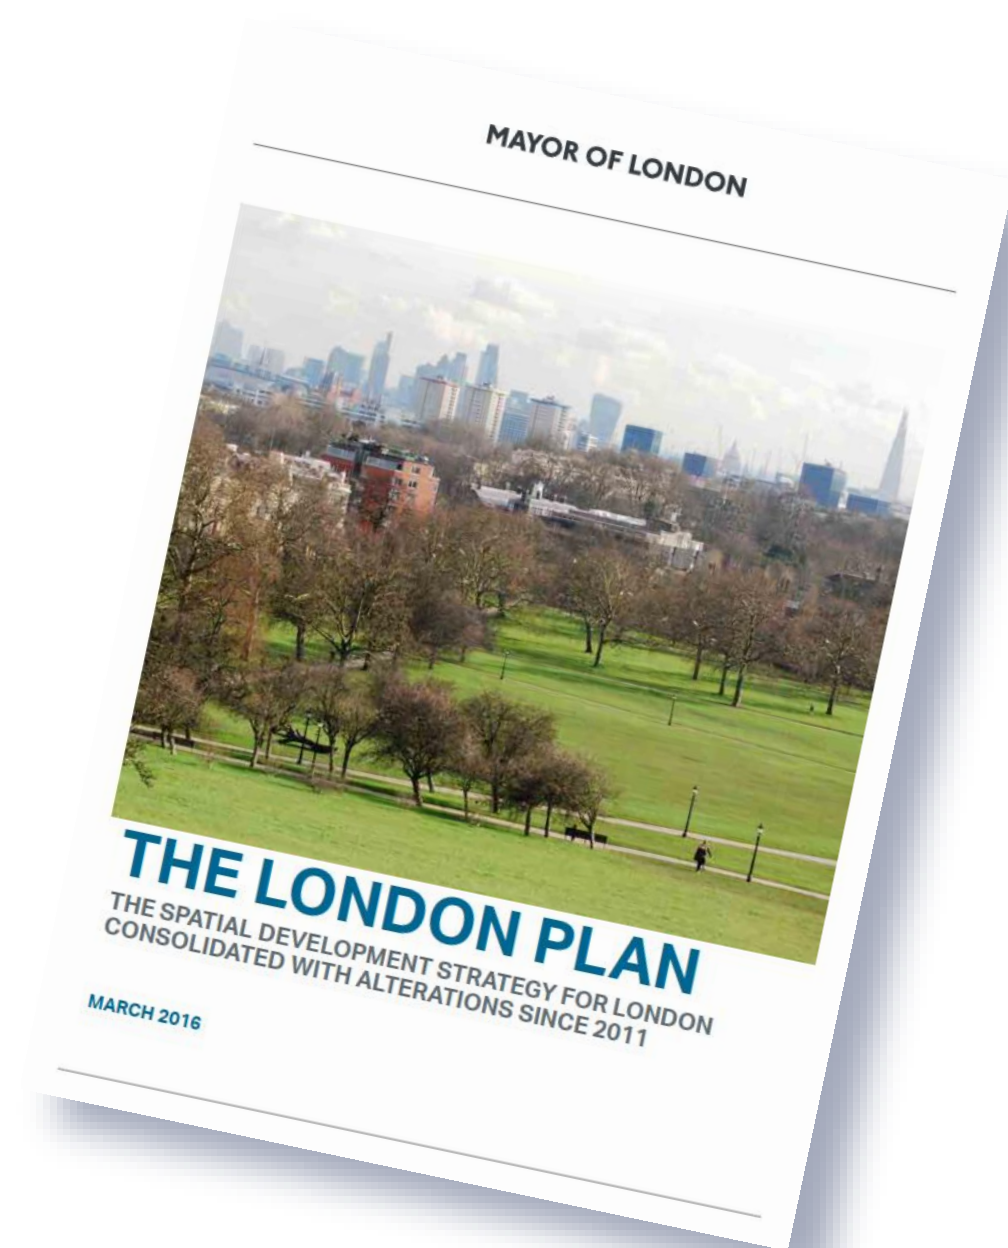 MAYOR OF LONDON
THE LONDON PLAN
THE SPATIAL DEVELOPMENT STRATEGY FOR LONDON
CONSOLIDATED WITH ALTERATIONS SINCE 2011
MARCH 2016